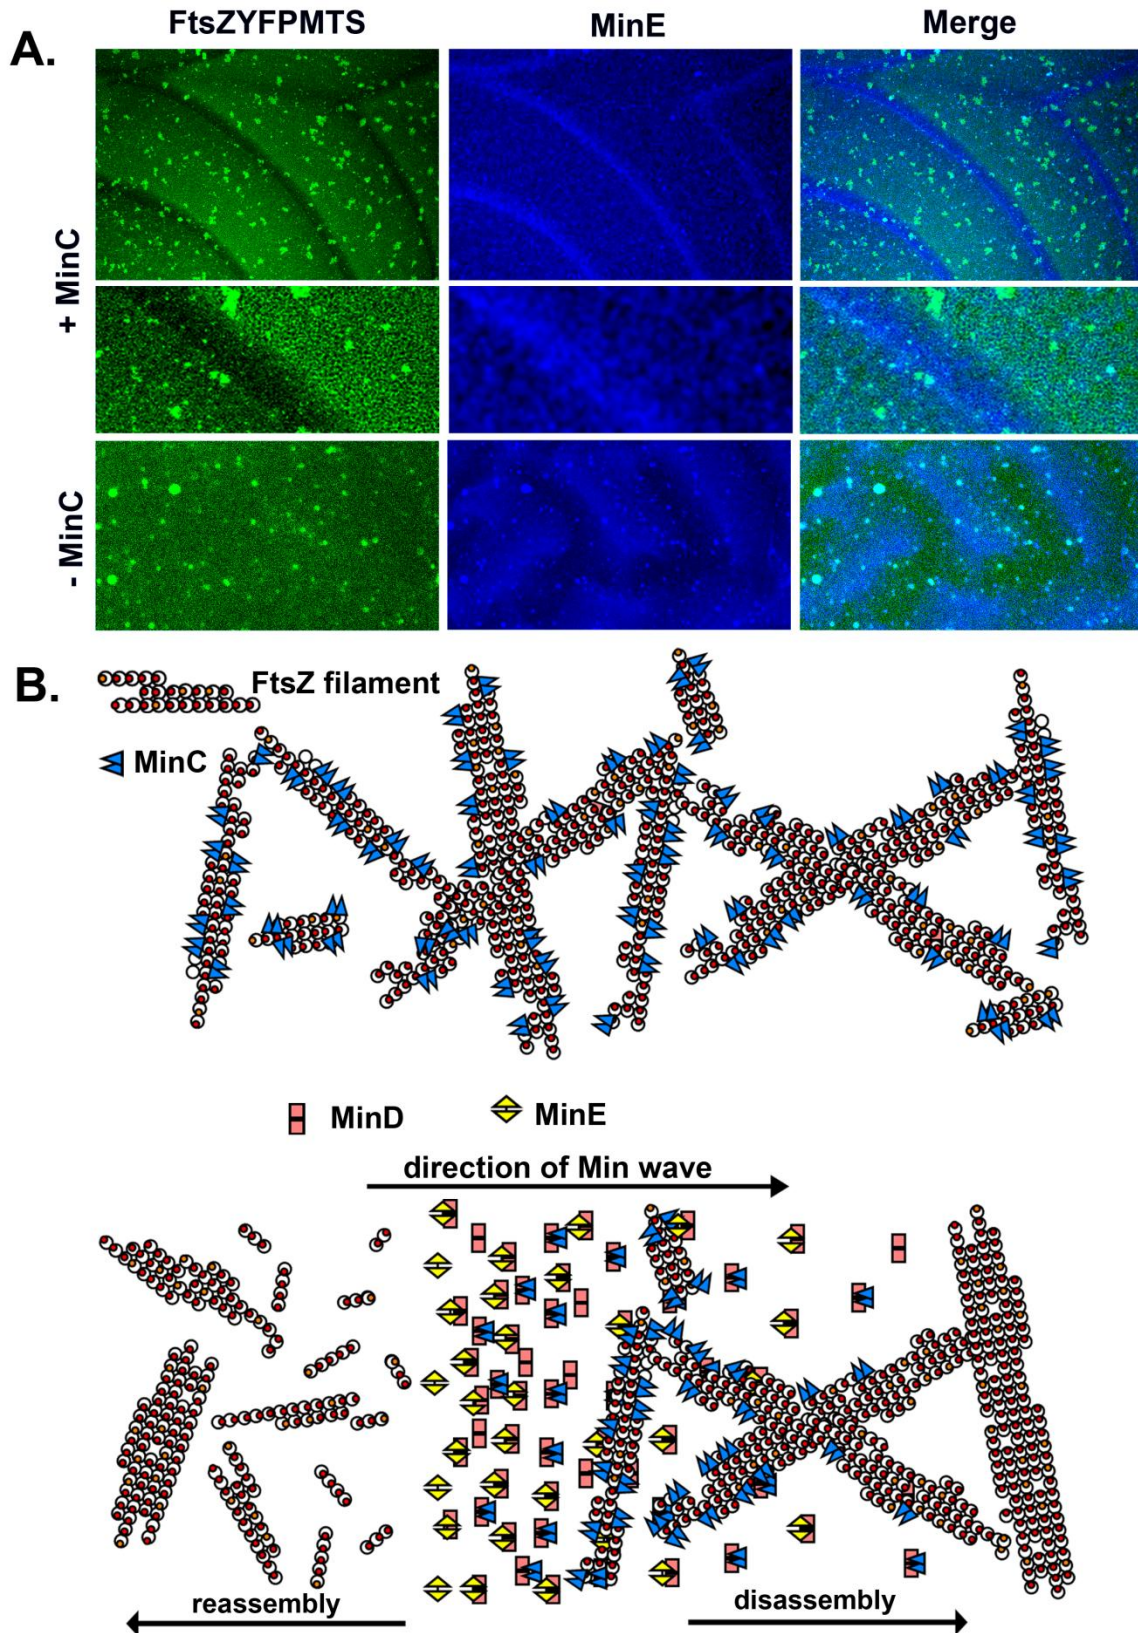 A.
FtsZYFPMTS
MinE
Merge
+ MinC
- MinC
B.
FtsZ filament
MinC
MinD
MinE
direction of Min wave
reassembly
disassembly